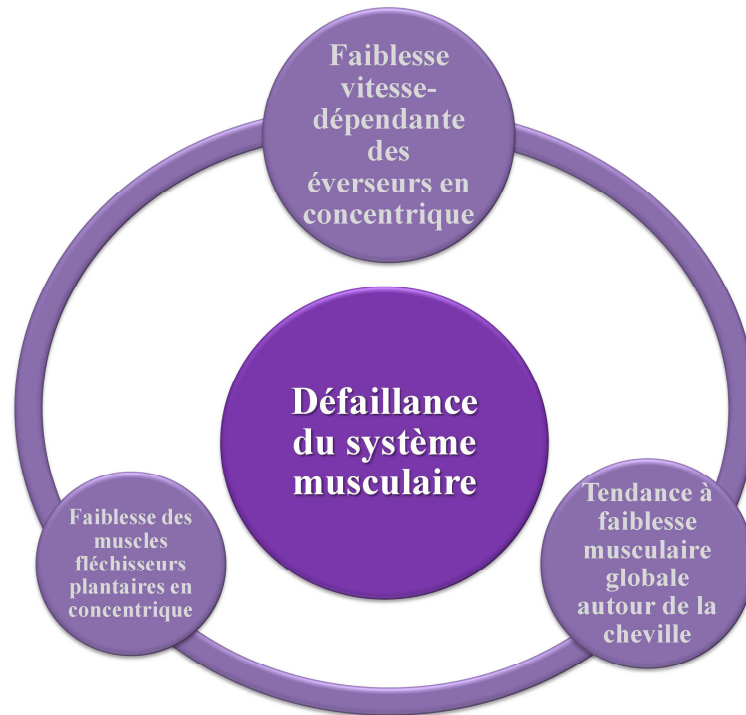 Faiblesse
vitesse-
dépendante
des
éverseurs en
concentrique
Défaillance
du système
musculaire
Faiblesse des
muscles
fléchisseurs
plantaires en
concentrique
Tendance à
faiblesse
musculaire
globale
autour de la
cheville